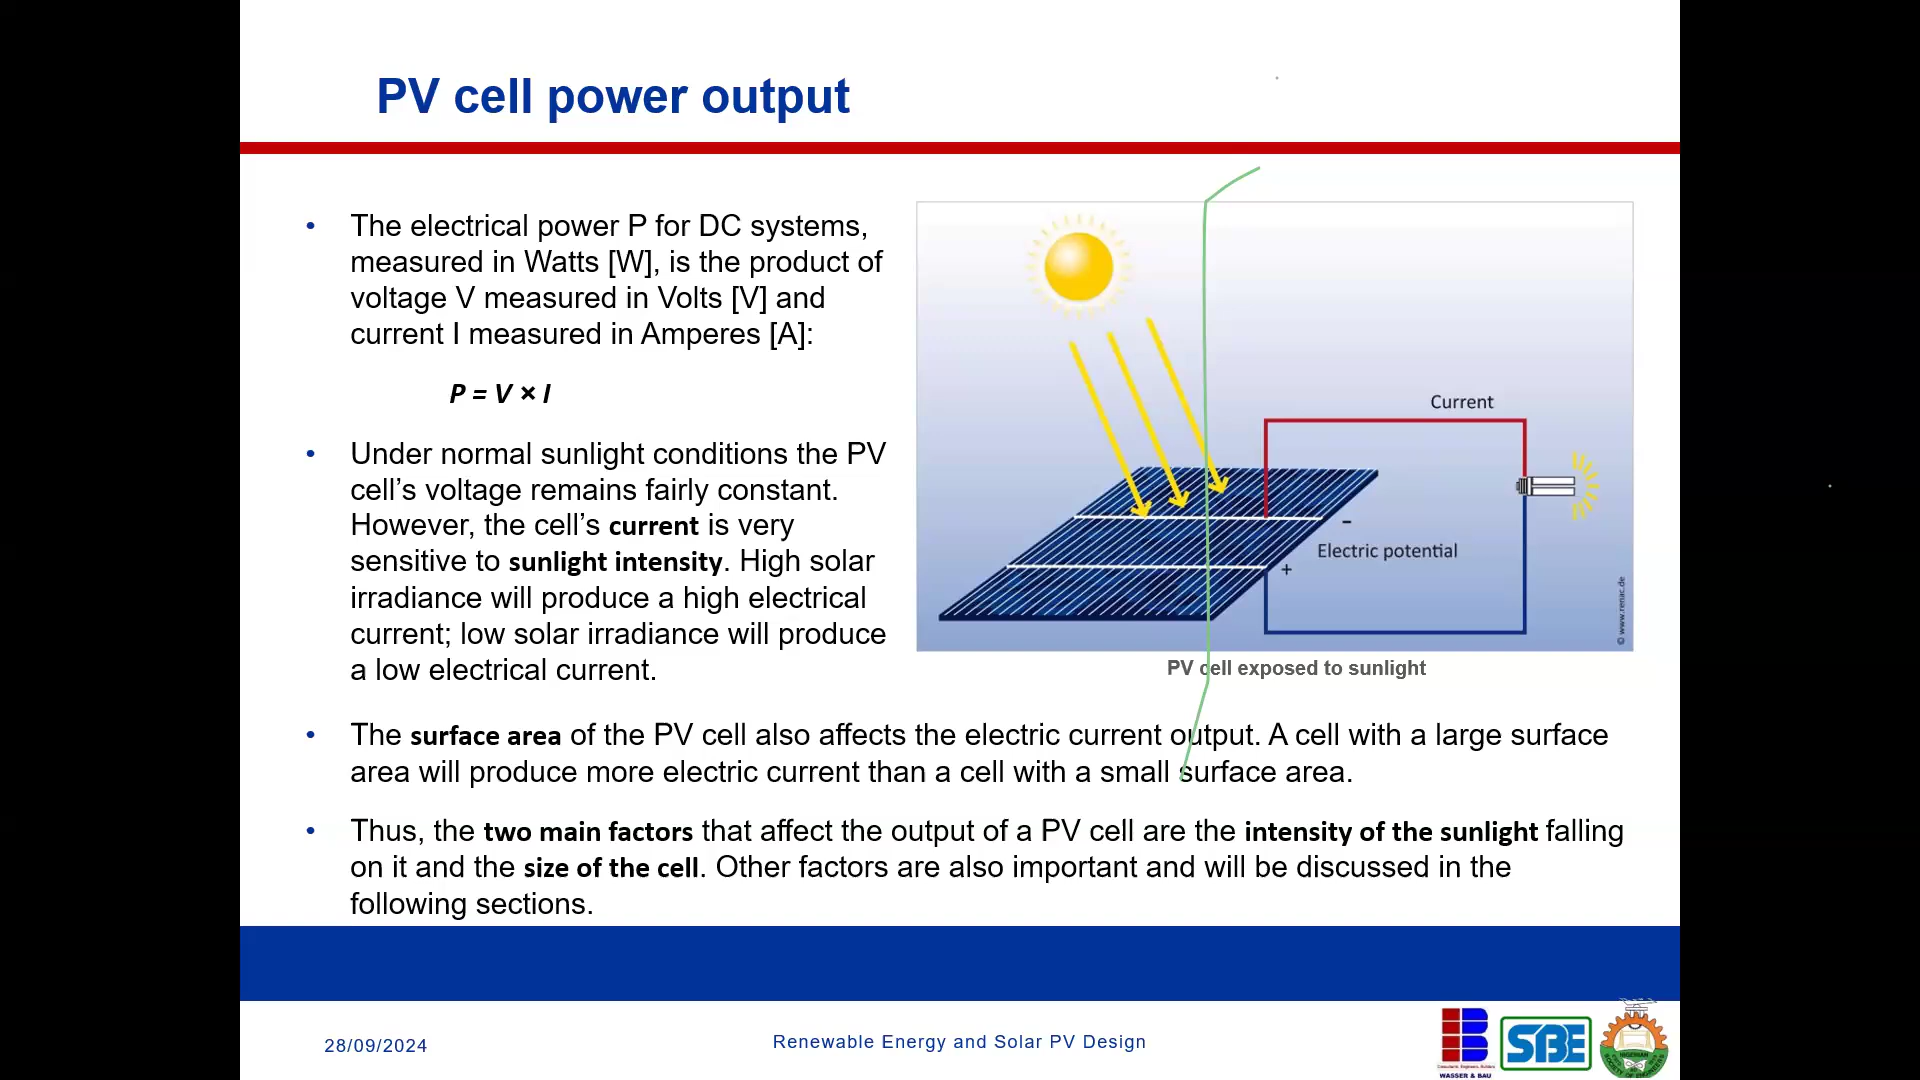 PV cell power output
• The electrical power P for DC systems,
measured in Watts [W], is the product of
voltage V measured in Volts [V] and
current I measured in Amperes [A]:
P = V × I
• Under normal sunlight conditions the PV
cell’s voltage remains fairly constant.
However, the cell’s current is very
sensitive to sunlight intensity. High solar
irradiance will produce a high electrical
current; low solar irradiance will produce
a low electrical current.
Current
-
Electric potential
+
© www.renac.de
PV cell exposed to sunlight
• The surface area of the PV cell also affects the electric current output. A cell with a large surface
area will produce more electric current than a cell with a small surface area.
• Thus, the two main factors that affect the output of a PV cell are the intensity of the sunlight falling
on it and the size of the cell. Other factors are also important and will be discussed in the
following sections.
28/09/2024
Renewable Energy and Solar PV Design
WASSER & BAU
SBE
NIGERIAN
SOCIETY OF ENGINEERS